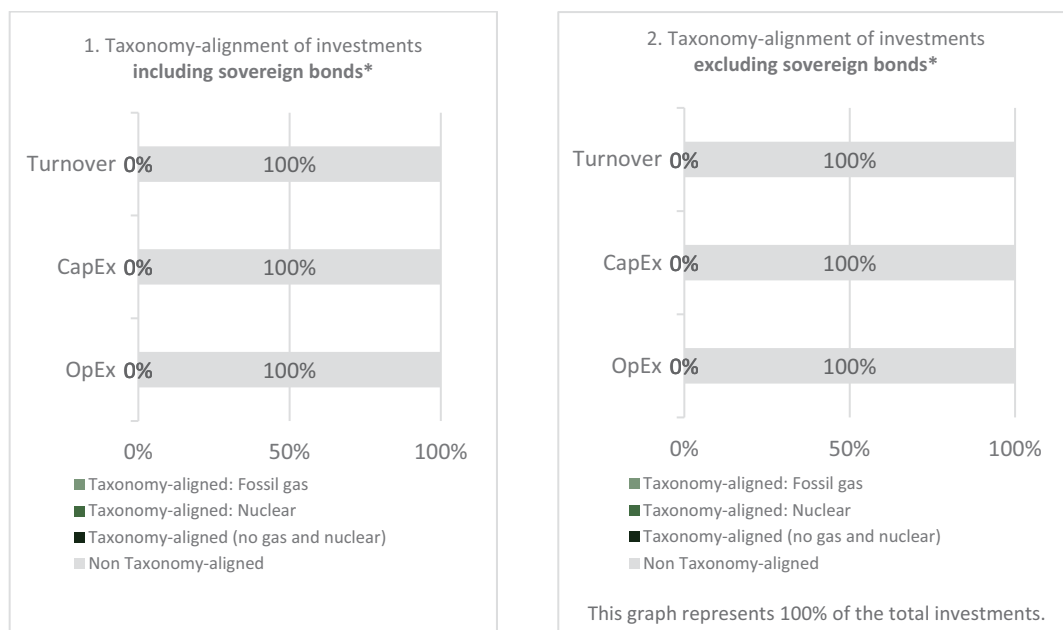 1. Taxonomy-alignment of investments
including sovereign bonds*
Turnover 0% 100%
CapEx 0% 100%
OpEx 0% 100%
0% 50% 100%
Taxonomy-aligned: Fossil gas
Taxonomy-aligned: Nuclear
Taxonomy-aligned (no gas and nuclear)
Non Taxonomy-aligned
2. Taxonomy-alignment of investments
excluding sovereign bonds*
Turnover 0% 100%
CapEx 0% 100%
OpEx 0% 100%
0% 50% 100%
Taxonomy-aligned: Fossil gas
Taxonomy-aligned: Nuclear
Taxonomy-aligned (no gas and nuclear)
Non Taxonomy-aligned
This graph represents 100% of the total investments.